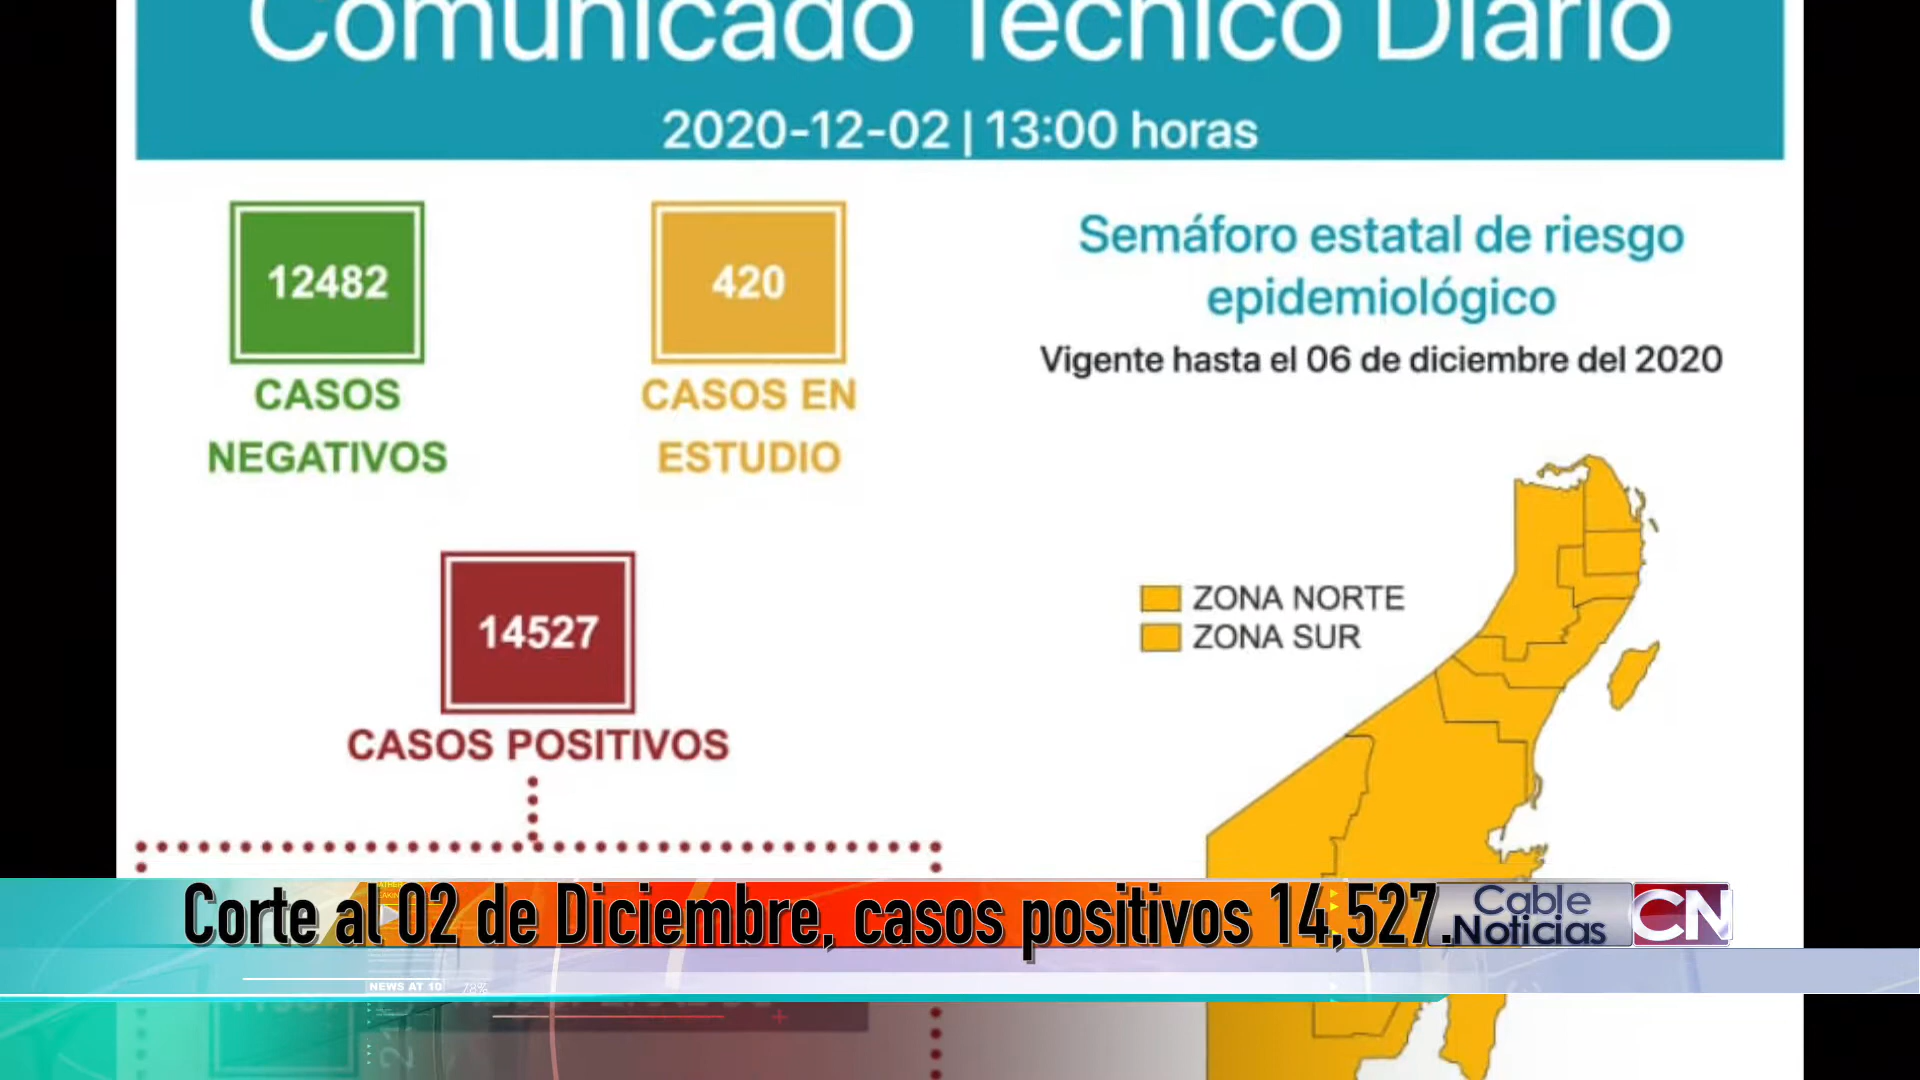 Comunicado Técnico Diario
2020-12-02 | 13:00 horas
12482
CASOS
NEGATIVOS
420
CASOS EN
ESTUDIO
Semáforo estatal de riesgo
epidemiológico
Vigente hasta el 06 de diciembre del 2020
14527
CASOS POSITIVOS
ZONA NORTE
ZONA SUR
Corte al 02 de Diciembre, casos positivos 14,527.
Cable
Noticias
CN
NEWS AT 10
78%